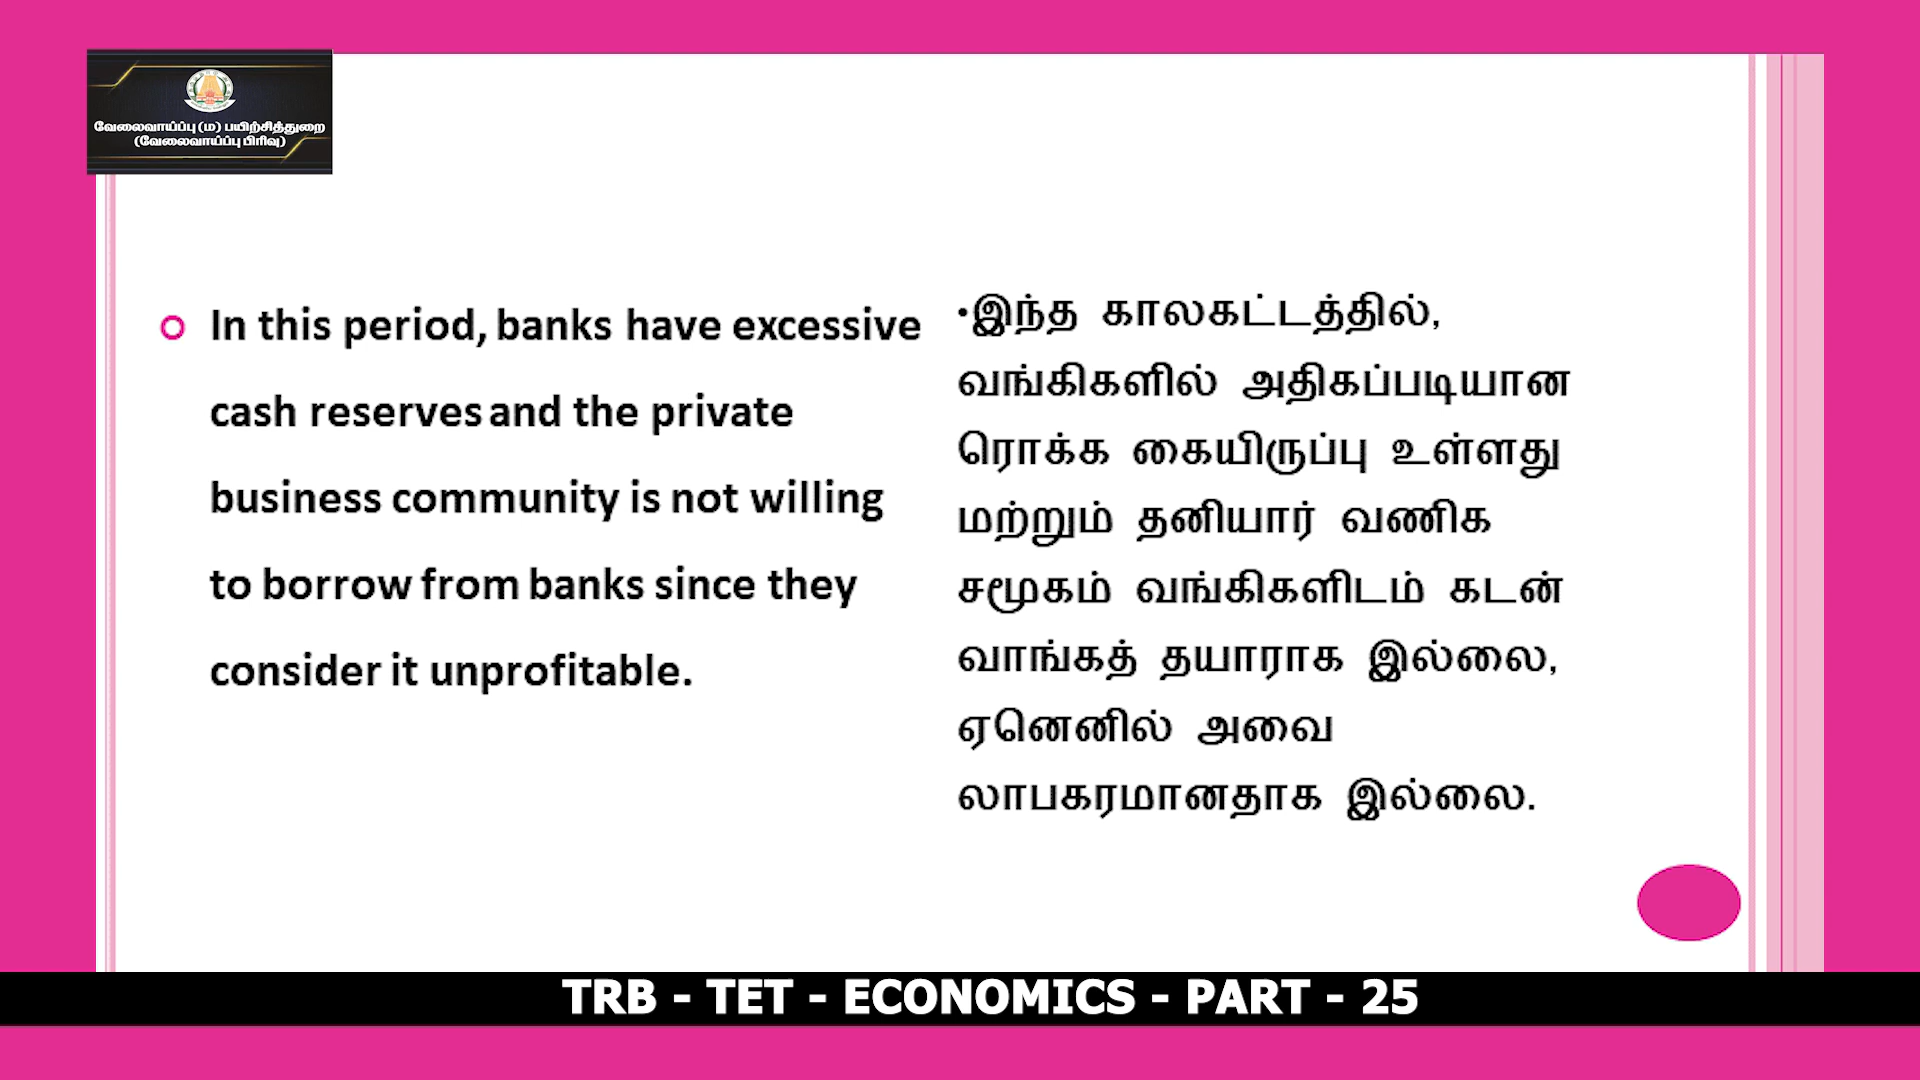 வேலைவாய்ப்பு (ம) பயிற்சித்துறை
(வேலைவாய்ப்பு பிரிவு)
In this period, banks have excessive
cash reserves and the private
business community is not willing
to borrow from banks since they
consider it unprofitable.
•இந்த காலகட்டத்தில்,
வங்கிகளில் அதிகப்படியான
ரொக்க கையிருப்பு உள்ளது
மற்றும் தனியார் வணிக
சமூகம் வங்கிகளிடம் கடன்
வாங்கத் தயாராக இல்லை,
ஏனெனில் அவை
லாபகரமானதாக இல்லை.
TRB - TET - ECONOMICS - PART - 25